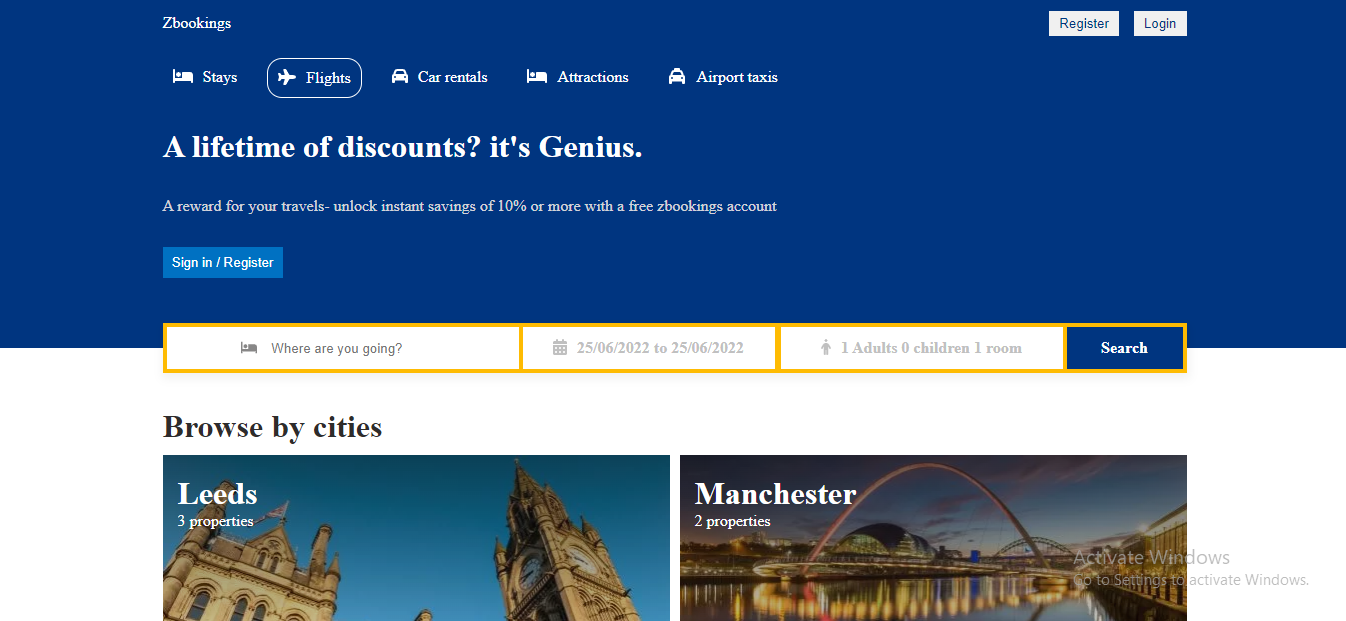 Zbookings
Register
Login
Stays
Flights
Car rentals
Attractions
Airport taxis
A lifetime of discounts? it's Genius.
A reward for your travels- unlock instant savings of 10% or more with a free zbookings account
Sign in / Register
Where are you going?
25/06/2022 to 25/06/2022
1 Adults 0 children 1 room
Search
Browse by cities
Leeds
3 properties
Manchester
2 properties
Activate Windows
Go to Settings to activate Windows.